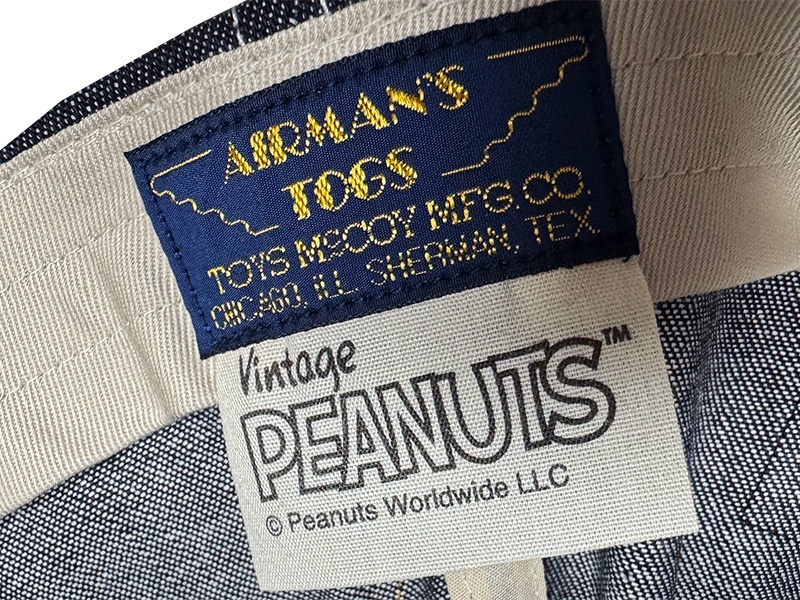 AIRMAN'S
TOGS
TOYS McCOY MFG.CO.
CHICAGO, ILL. SHERMAN, TEX.
Vintage
PEANUTS™
© Peanuts Worldwide LLC